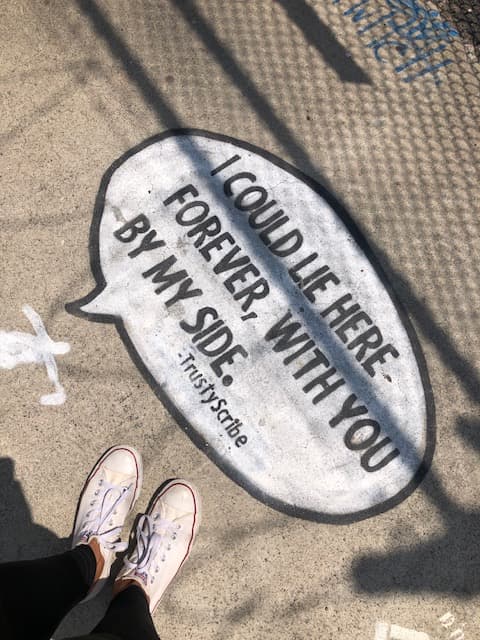 I COULD LIE HERE
FOREVER, WITH YOU
BY MY SIDE.
-TrustyScribe